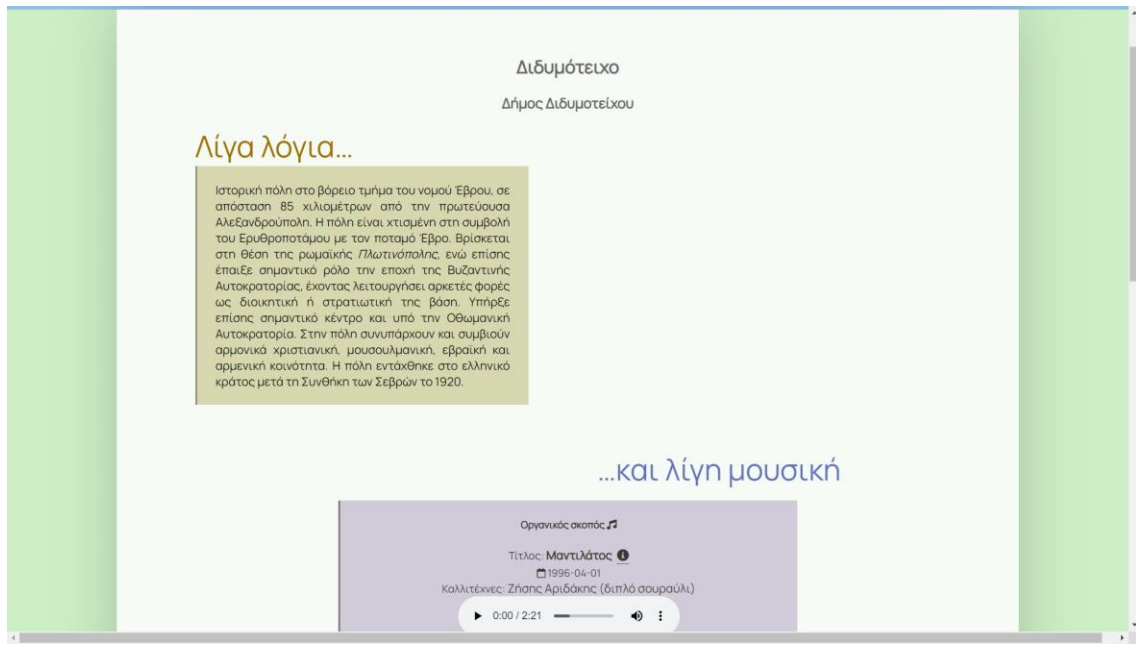 Διδυμότειχο
Δήμος Διδυμοτείχου
Λίγα λόγια...
Ιστορική πόλη στο βόρειο τμήμα του νομού Έβρου, σε
απόσταση 85 χιλιομέτρων από την πρωτεύουσα
Αλεξανδρούπολη. Η πόλη είναι χτισμένη στη συμβολή
του Ερυθροποτάμου με τον ποταμό Έβρο. Βρίσκεται
στη θέση της ρωμαϊκής Πλωτινόπολης, ενώ επίσης
έπαιξε σημαντικό ρόλο την εποχή της Βυζαντινής
Αυτοκρατορίας, έχοντας λειτουργήσει αρκετές φορές
ως διοικητική ή στρατιωτική της βάση. Υπήρξε
επίσης σημαντικό κέντρο και υπό την Οθωμανική
Αυτοκρατορία. Στην πόλη συνυπάρχουν και συμβιούν
αρμονικά χριστιανική, μουσουλμανική, εβραϊκή και
αρμενική κοινότητα. Η πόλη εντάχθηκε στο ελληνικό
κράτος μετά τη Συνθήκη των Σεβρών το 1920.
...και λίγη μουσική
Οργανικός σκοπός
Τίτλος: Μαντιλάτος
1996-04-01
Καλλιτέχνες: Ζήσης Αριδάκης (διπλό σουραύλι)
0:00 / 2:21